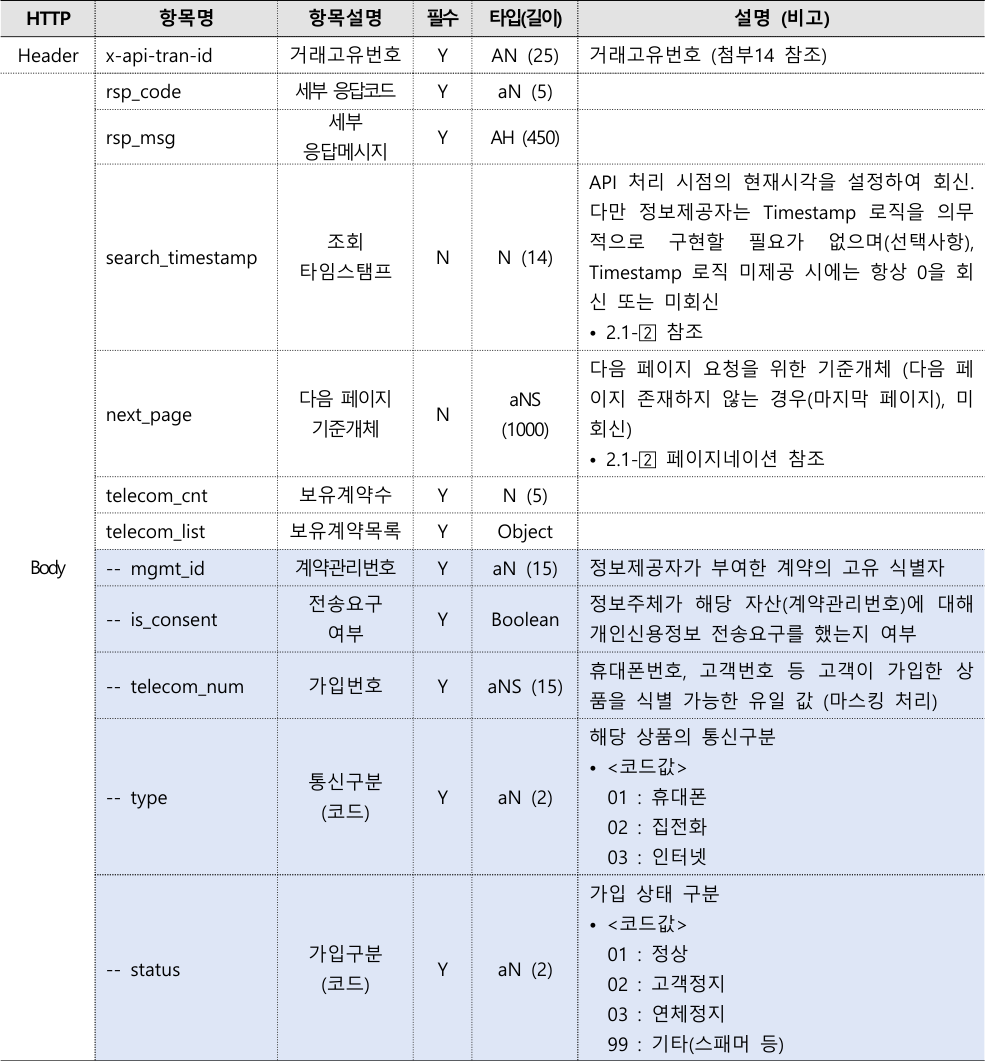 HTTP 항목명 항목설명 필수 타입(길이) 설명 (비고)
Header x-api-tran-id 거래고유번호 Y AN (25) 거래고유번호 (첨부14 참조)
Body
rsp_code 세부 응답코드 Y aN (5)
rsp_msg 세부
응답메시지 Y AH (450)
search_timestamp 조회
타임스탬프 N N (14) API 처리 시점의 현재시각을 설정하여 회신.
다만 정보제공자는 Timestamp 로직을 의무
적으로 구현할 필요가 없으며(선택사항),
Timestamp 로직 미제공 시에는 항상 0을 회
신 또는 미회신
• 2.1-2 참조
next_page 다음 페이지
기준개체 N aNS
(1000) 다음 페이지 요청을 위한 기준개체 (다음 페
이지 존재하지 않는 경우(마지막 페이지), 미
회신)
• 2.1-2 페이지네이션 참조
telecom_cnt 보유계약수 Y N (5)
telecom_list 보유계약목록 Y Object
-- mgmt_id 계약관리번호 Y aN (15) 정보제공자가 부여한 계약의 고유 식별자
-- is_consent 전송요구
여부 Y Boolean 정보주체가 해당 자산(계약관리번호)에 대해
개인신용정보 전송요구를 했는지 여부
-- telecom_num 가입번호 Y aNS (15) 휴대폰번호, 고객번호 등 고객이 가입한 상
품을 식별 가능한 유일 값 (마스킹 처리)
-- type 통신구분
(코드) Y aN (2) 해당 상품의 통신구분
• <코드값>
01 : 휴대폰
02 : 집전화
03 : 인터넷
-- status 가입구분
(코드) Y aN (2) 가입 상태 구분
• <코드값>
01 : 정상
02 : 고객정지
03 : 연체정지
99 : 기타(스패머 등)